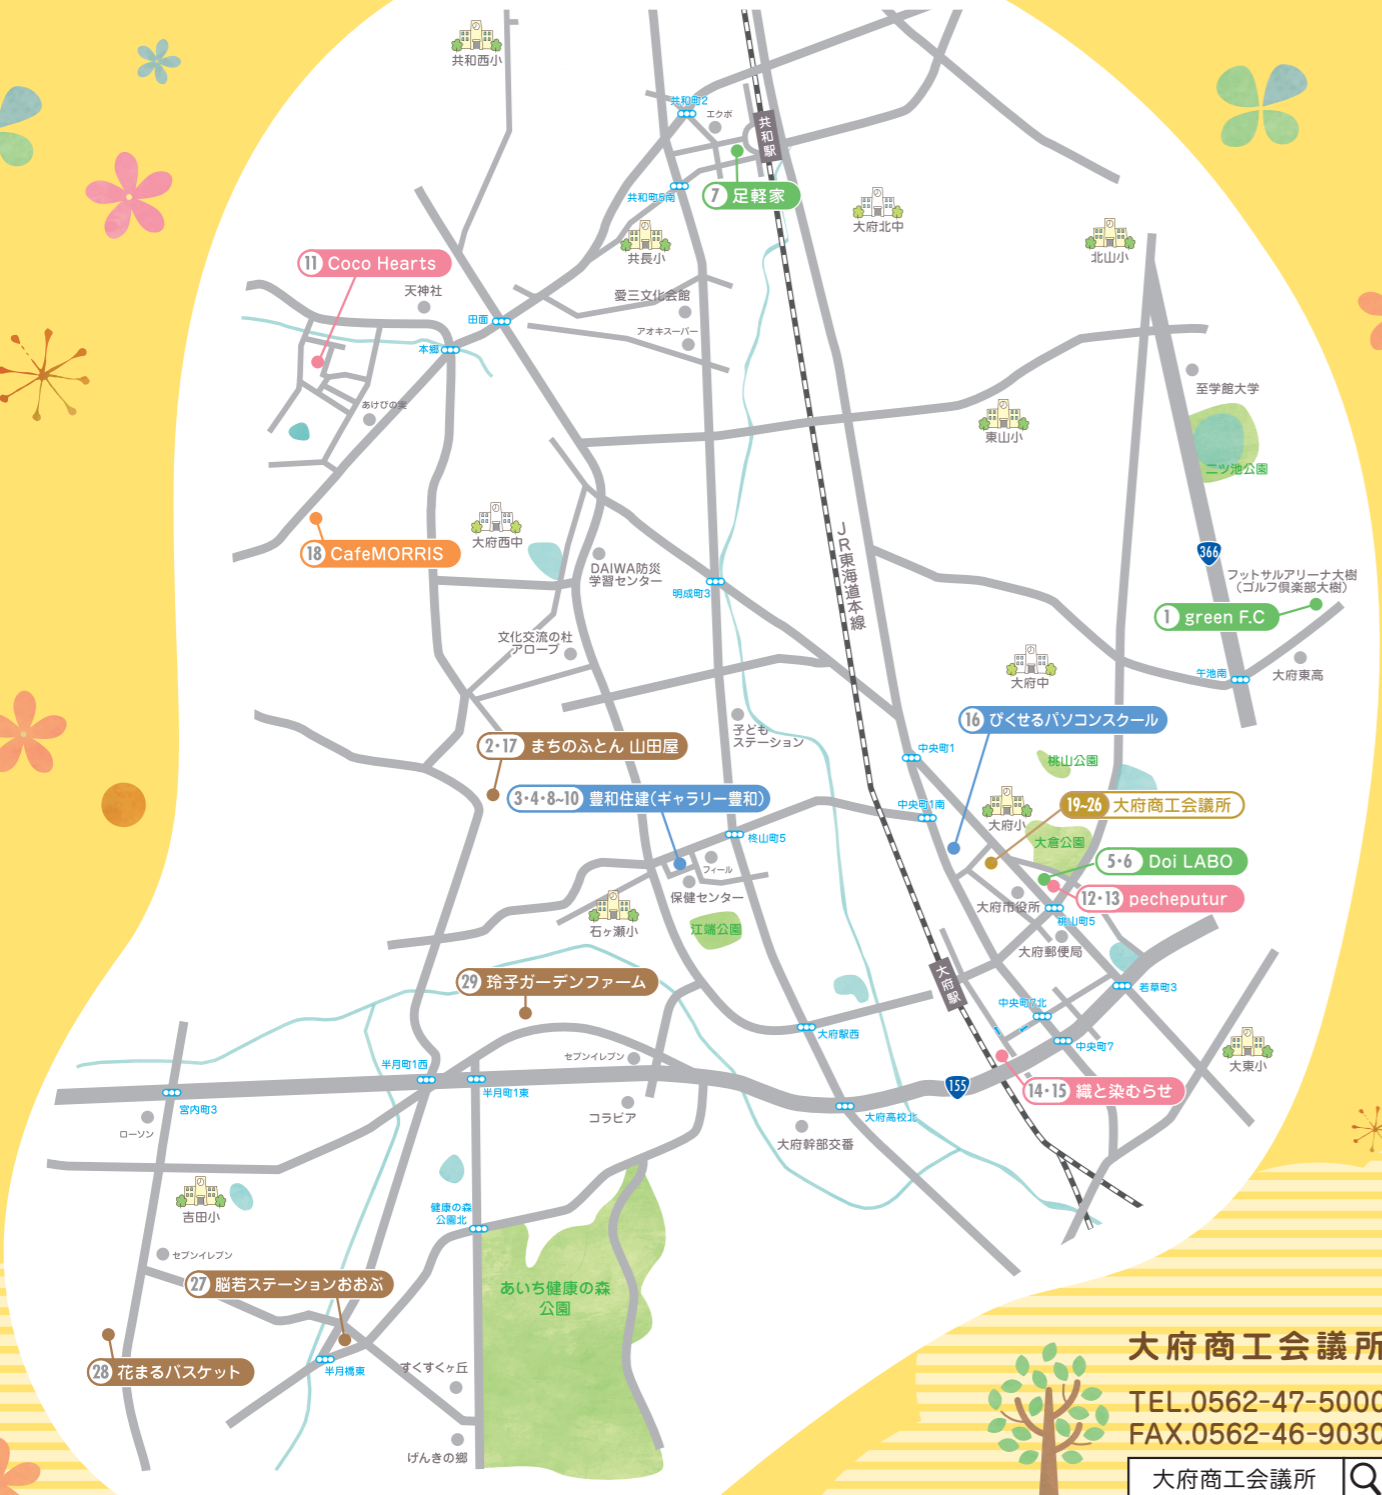 共和西小
共和町2
エクボ
共和駅
共和町5南
7 足軽家
大府北中
共長小
北山小
11 Coco Hearts
天神社
愛三文化会館
田面
アオキスーパー
本郷
至学館大学
あけびの実
東山小
二ツ池公園
大府西中
18 CafeMORRIS
DAIWA防災
学習センター
JR東海道本線
366
フットサルアリーナ大樹
(ゴルフ倶楽部大樹)
明成町3
1 green F.C
文化交流の杜
アローブ
大府中
午池南
大府東高
16 ぴくせるパソコンスクール
子ども
ステーション
2・17 まちのふとん 山田屋
中央町1
桃山公園
3・4・8~10 豊和住建(ギャラリー豊和)
中央町1南
19~26 大府商工会議所
大府小
柊山町5
大倉公園
フィール
5・6 Doi LABO
保健センター
大府市役所
12・13 pecheputur
桃山町5
石ヶ瀬小
江端公園
大府郵便局
29 玲子ガーデンファーム
大府駅
若草町3
中央町7北
大府駅西
中央町7
セブンイレブン
大東小
半月町1西
半月町1東
155
14・15 織と染むらせ
宮内町3
コラビア
大府高校北
ローソン
大府幹部交番
吉田小
健康の森
公園北
セブンイレブン
27 脳若ステーションおおぶ
あいち健康の森
公園
28 花まるバスケット
半月橋東
すくすくヶ丘
げんきの郷
大府商工会議所
TEL.0562-47-5000
FAX.0562-46-9030
大府商工会議所